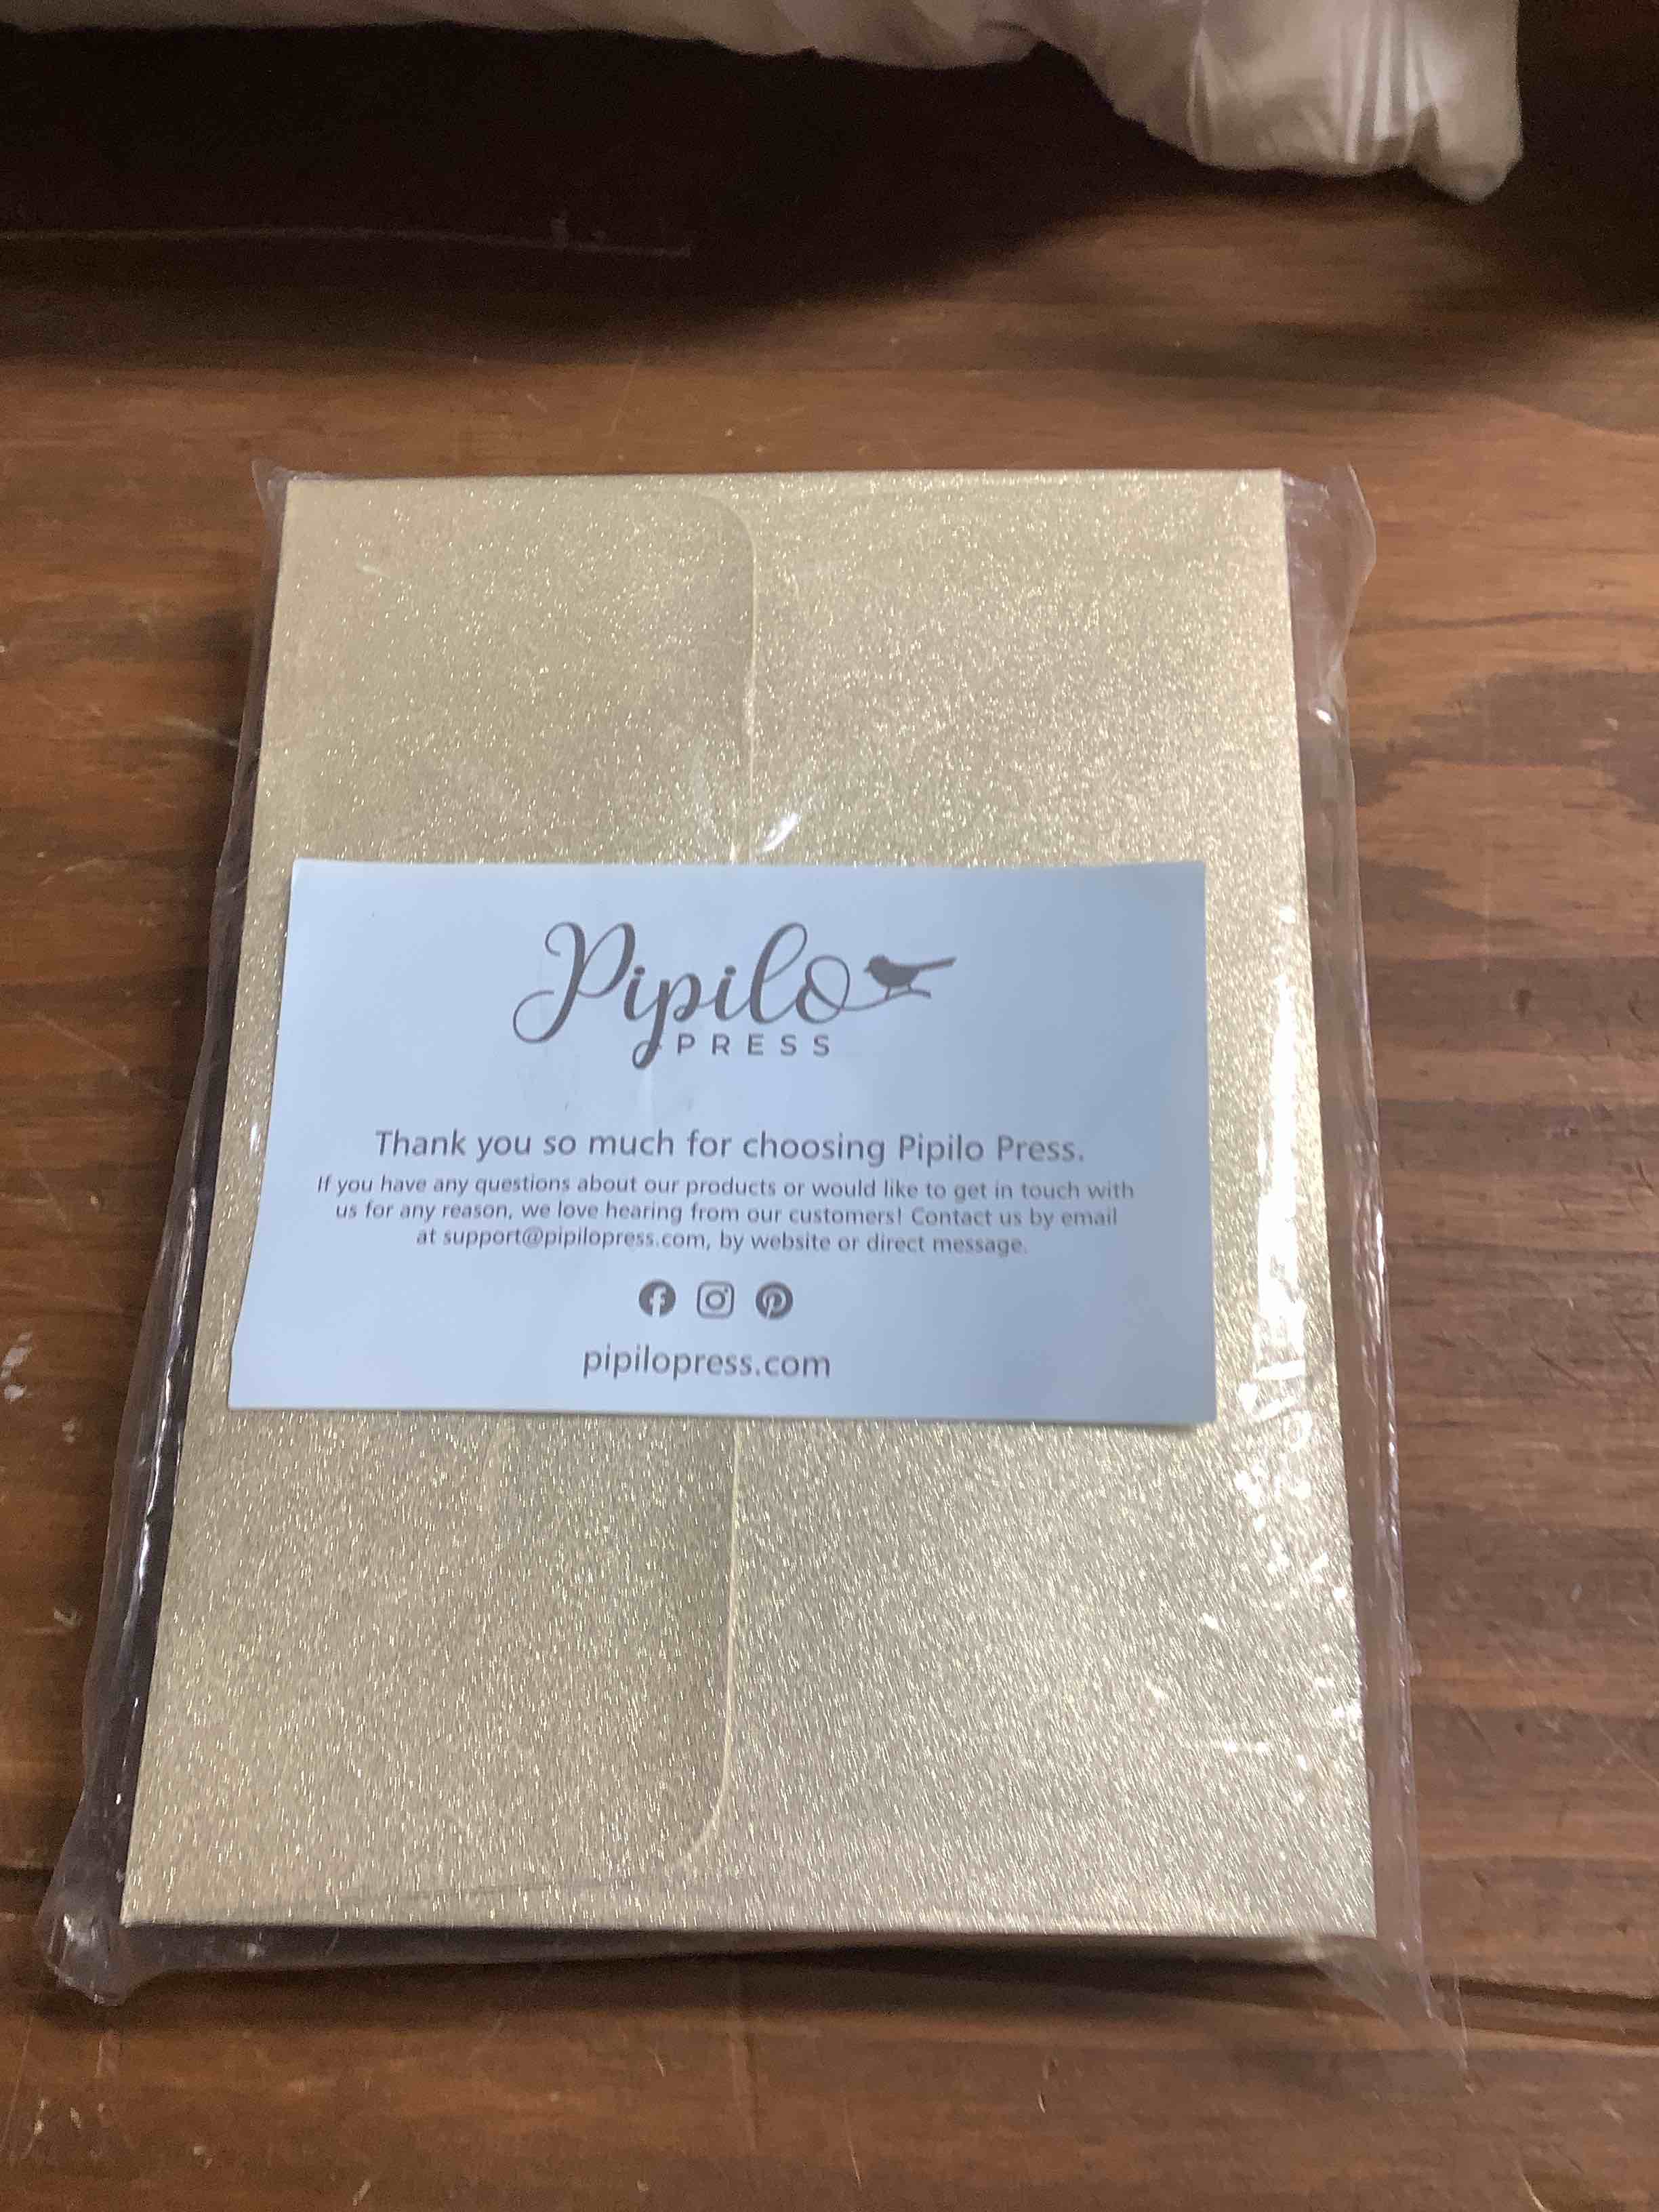 Pipilo
PRESS
Thank you so much for choosing Pipilo Press.
If you have any questions about our products or would like to get in touch with
us for any reason, we love hearing from our customers! Contact us by email
at support@pipilopress.com, by website or direct message.
pipilopress.com